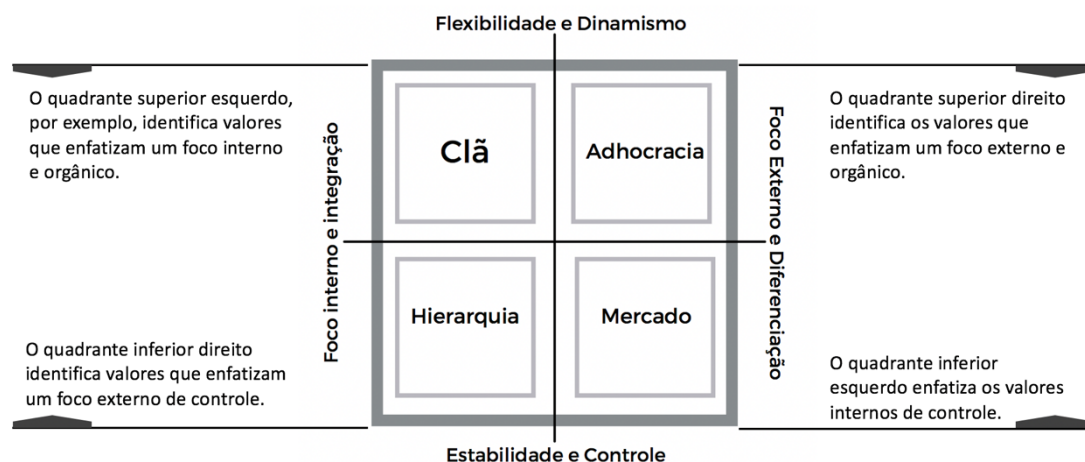 Flexibilidade e Dinamismo
O quadrante superior esquerdo,
por exemplo, identifica valores
que enfatizam um foco interno
e orgânico.
Foco interno e integração
Clã
Adhocracia
Foco Externo e Diferenciação
O quadrante superior direito
identifica os valores que
enfatizam um foco externo e
orgânico.
O quadrante inferior direito
identifica valores que enfatizam
um foco externo de controle.
Hierarquia
Mercado
O quadrante inferior
esquerdo enfatiza os valores
internos de controle.
Estabilidade e Controle